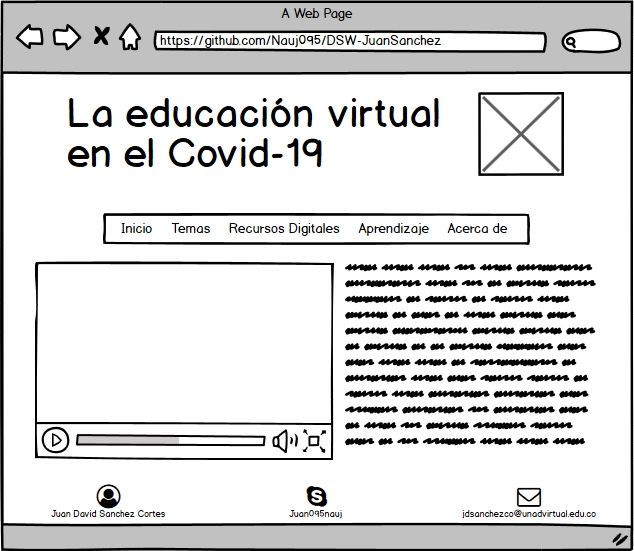 A Web Page
https://github.com/Nauj095/DSW-JuanSanchez
La educación virtual
en el Covid-19
Inicio Temas Recursos Digitales Aprendizaje Acerca de
Juan David Sanchez Cortes
Juan095nauj
jdsanchezco@unadvirtual.edu.co